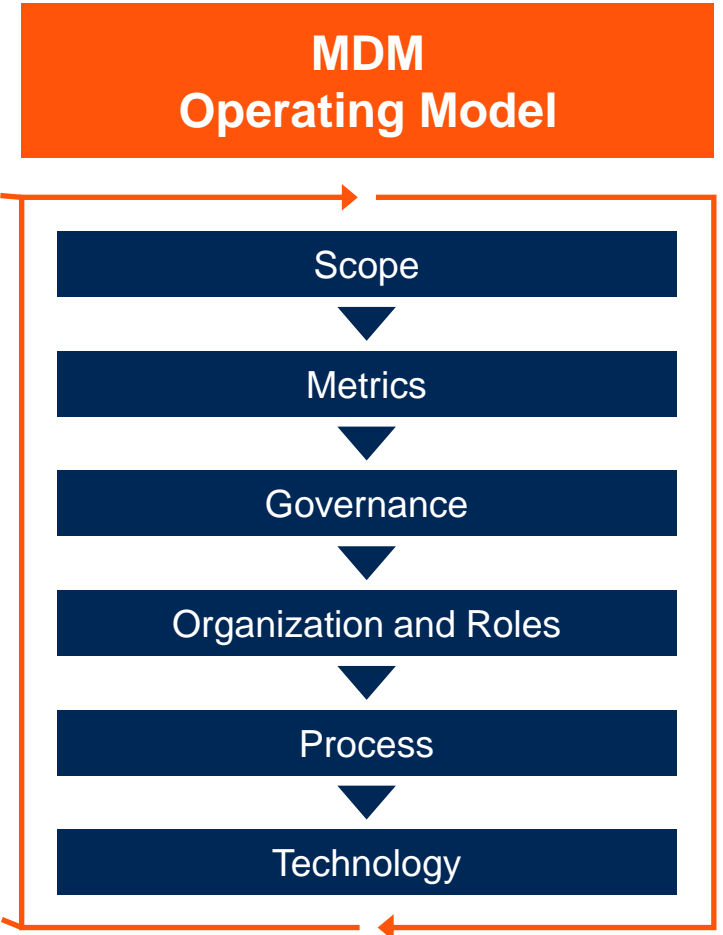 MDM
Operating Model
Scope
Metrics
Governance
Organization and Roles
Process
Technology